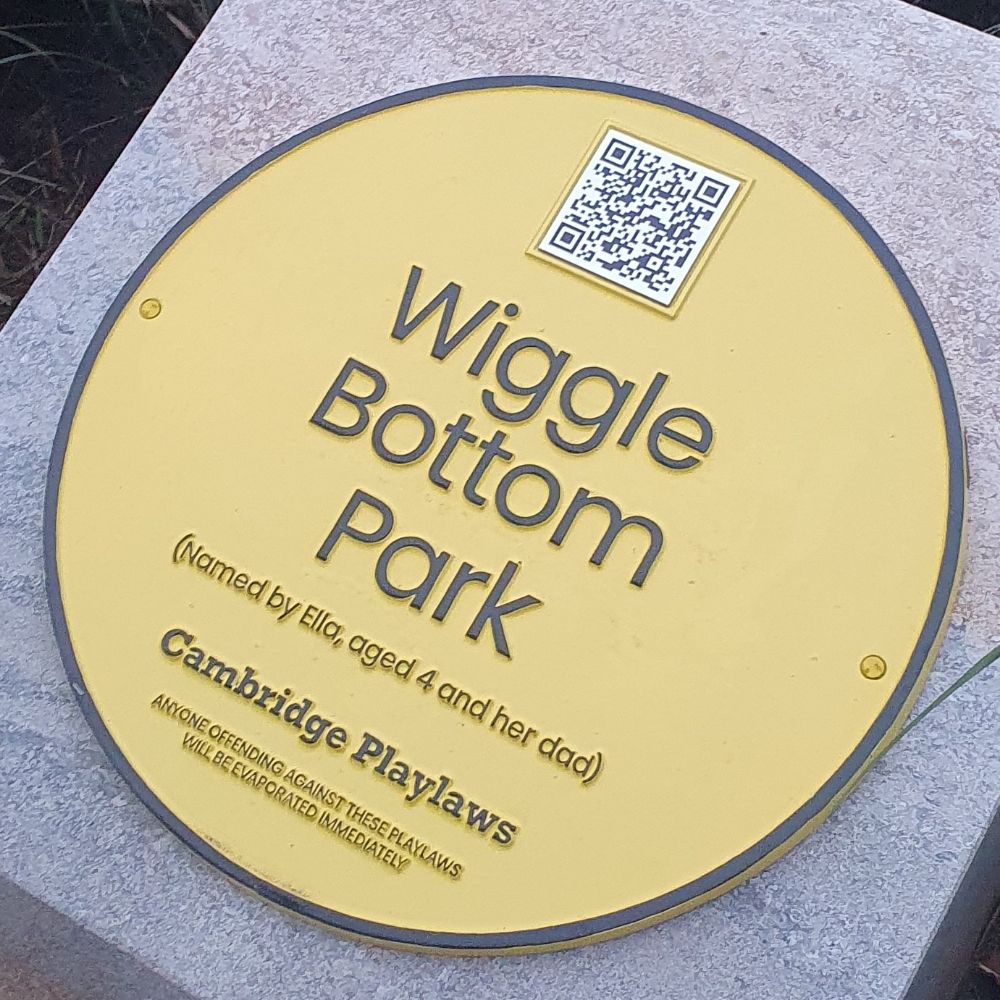 Wiggle
Bottom
Park
(Named by Ella, aged 4 and her dad)
Cambridge Playlaws
ANYONE OFFENDING AGAINST THESE PLAYLAWS
WILL BE EVAPORATED IMMEDIATELY